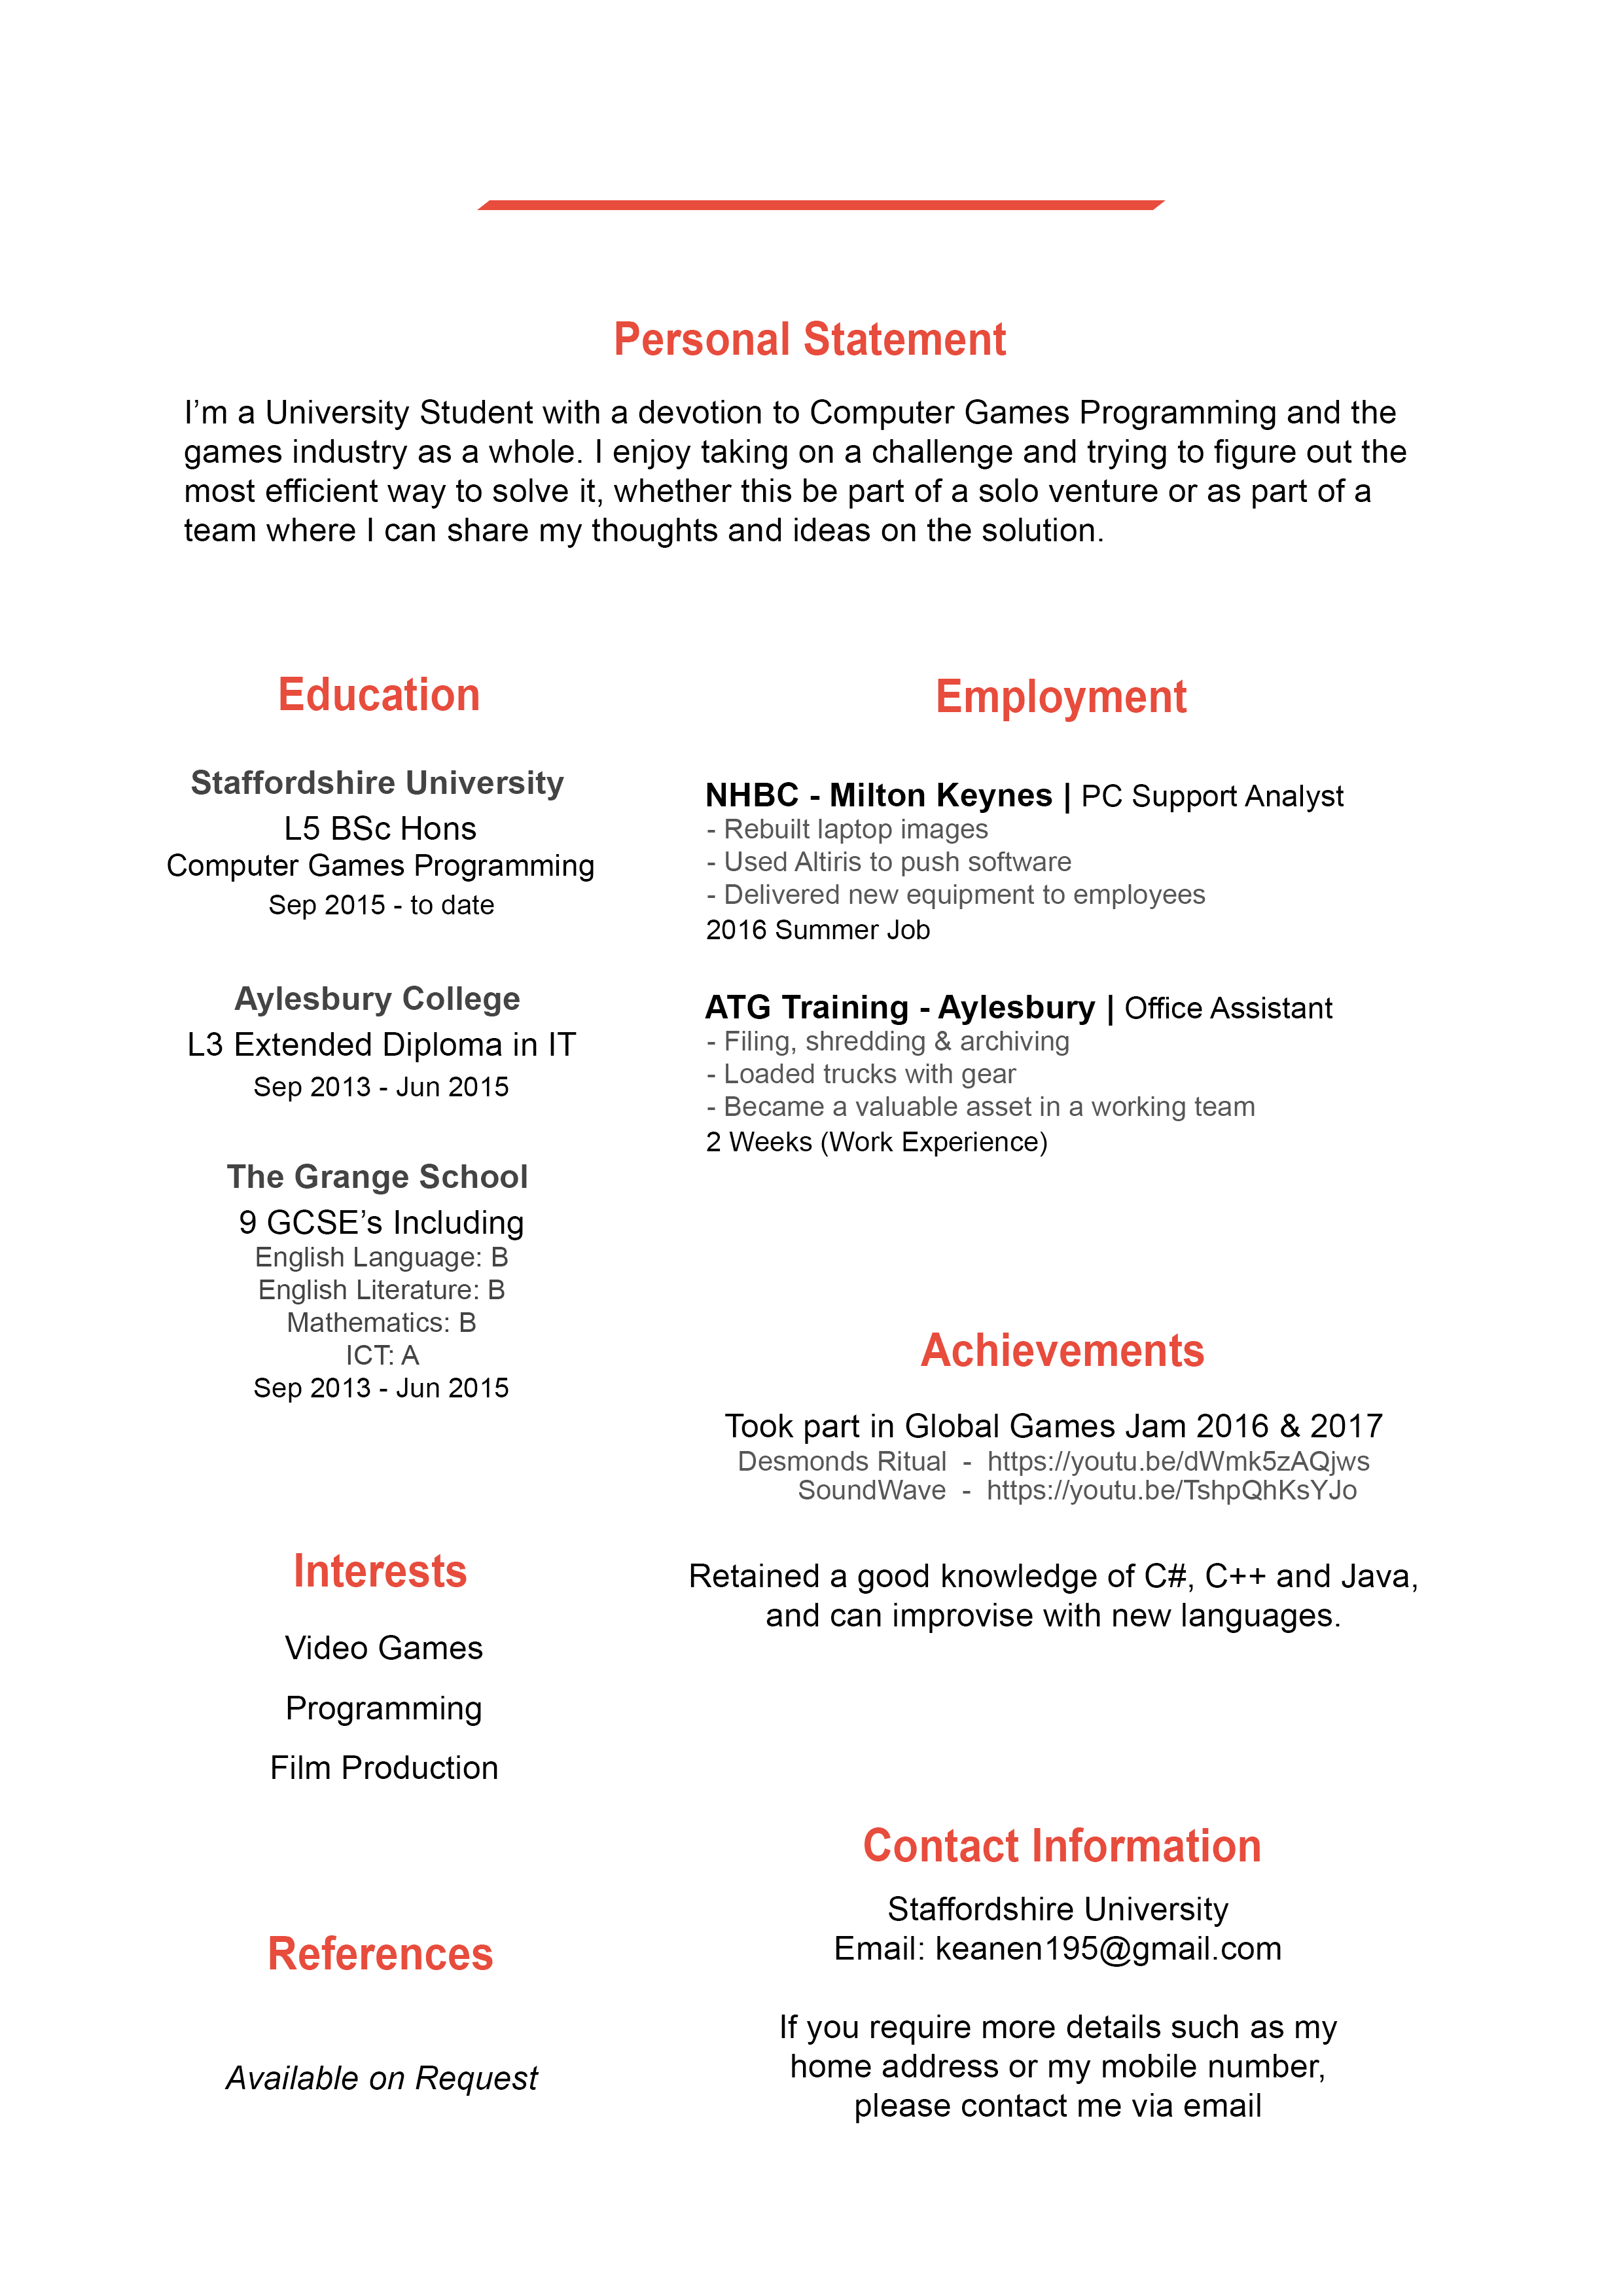 Personal Statement
I’m a University Student with a devotion to Computer Games Programming and the
games industry as a whole. I enjoy taking on a challenge and trying to figure out the
most efficient way to solve it, whether this be part of a solo venture or as part of a
team where I can share my thoughts and ideas on the solution.
Education
Staffordshire University
L5 BSc Hons
Computer Games Programming
Sep 2015 - to date
Aylesbury College
L3 Extended Diploma in IT
Sep 2013 - Jun 2015
The Grange School
9 GCSE’s Including
English Language: B
English Literature: B
Mathematics: B
ICT: A
Sep 2013 - Jun 2015
Interests
Video Games
Programming
Film Production
References
Available on Request
Employment
NHBC - Milton Keynes | PC Support Analyst
- Rebuilt laptop images
- Used Altiris to push software
- Delivered new equipment to employees
2016 Summer Job
ATG Training - Aylesbury | Office Assistant
- Filing, shredding & archiving
- Loaded trucks with gear
- Became a valuable asset in a working team
2 Weeks (Work Experience)
Achievements
Took part in Global Games Jam 2016 & 2017
Desmonds Ritual - https://youtu.be/dWmk5zAQjws
SoundWave - https://youtu.be/TshpQhKsYJo
Retained a good knowledge of C#, C++ and Java,
and can improvise with new languages.
Contact Information
Staffordshire University
Email: keanen195@gmail.com
If you require more details such as my
home address or my mobile number,
please contact me via email